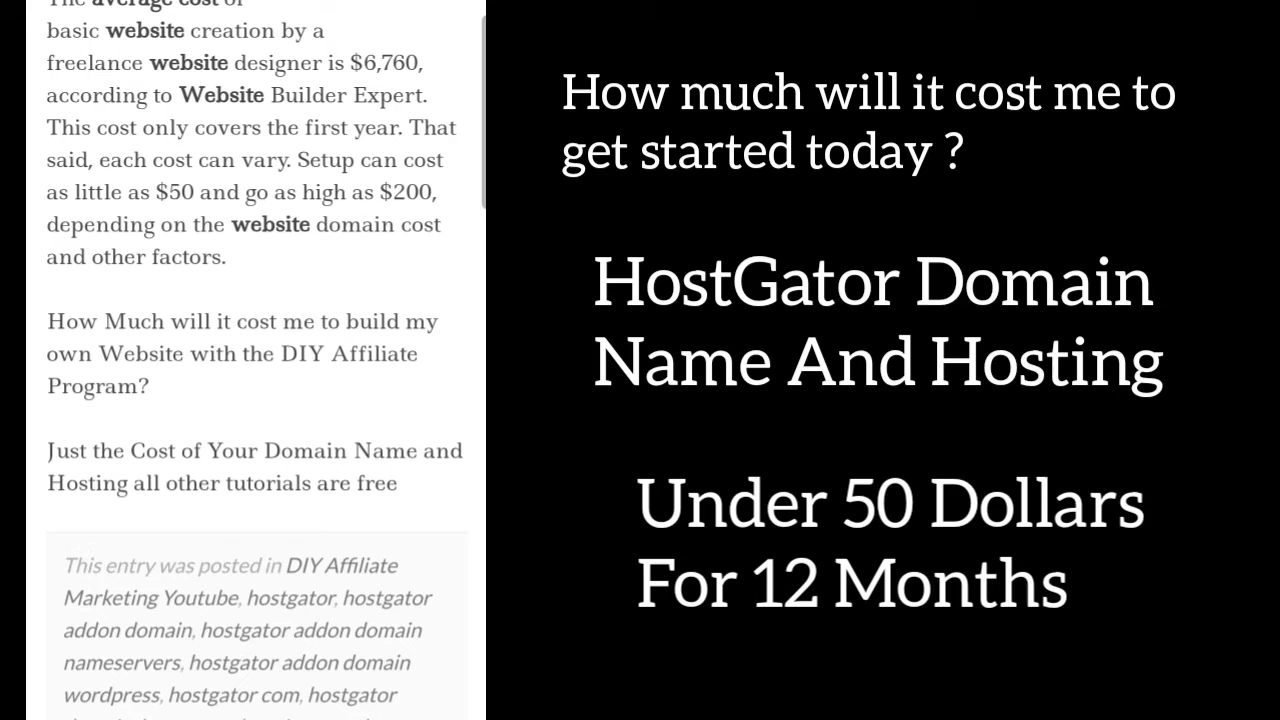 The average cost of
basic website creation by a
freelance website designer is $6,760,
according to Website Builder Expert.
This cost only covers the first year. That
said, each cost can vary. Setup can cost
as little as $50 and go as high as $200,
depending on the website domain cost
and other factors.
How Much will it cost me to build my
own Website with the DIY Affiliate
Program?
Just the Cost of Your Domain Name and
Hosting all other tutorials are free
This entry was posted in DIY Affiliate
Marketing Youtube, hostgator, hostgator
addon domain, hostgator addon domain
nameservers, hostgator addon domain
wordpress, hostgator com, hostgator
How much will it cost me to
get started today ?
HostGator Domain
Name And Hosting
Under 50 Dollars
For 12 Months